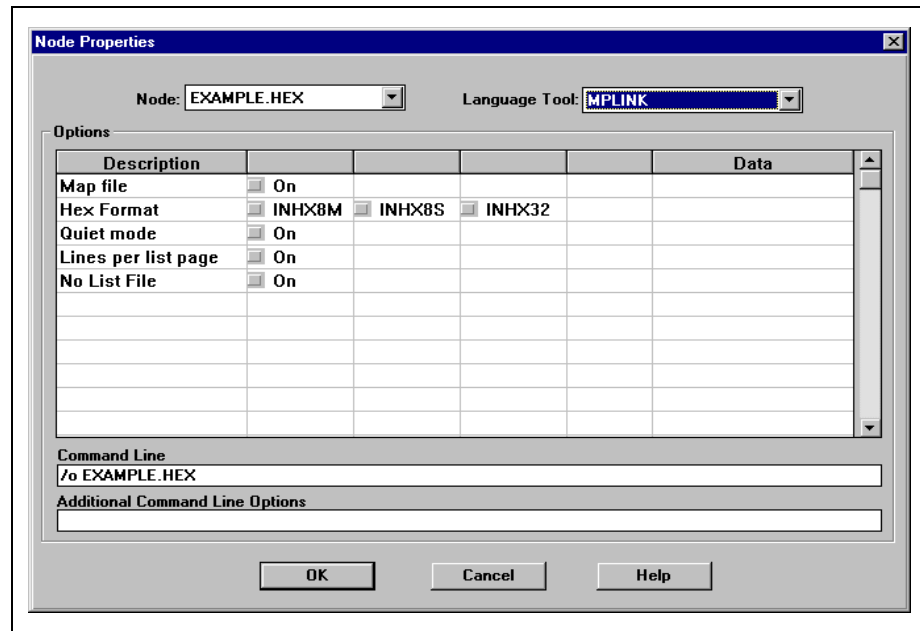 Node Properties
Node: EXAMPLE.HEX Language Tool: MPLINK
Options
Description Data
Map file On
Hex Format INHX8M INHX8S INHX32
Quiet mode On
Lines per list page On
No List File On
Command Line
/o EXAMPLE.HEX
Additional Command Line Options
OK Cancel Help